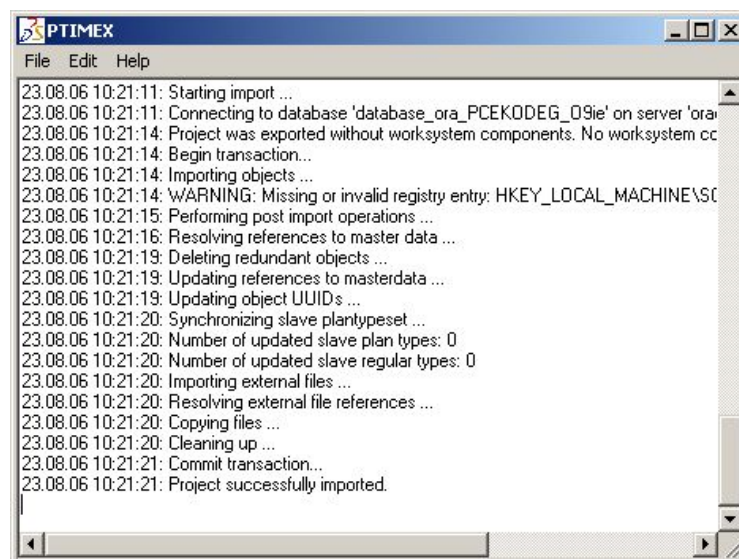 PTIMEX
File Edit Help
23.08.06 10:21:11: Starting import ...
23.08.06 10:21:11: Connecting to database 'database_ora_PCEKODEG_O9ie' on server 'ora
23.08.06 10:21:14: Project was exported without worksystem components. No worksystem co
23.08.06 10:21:14: Begin transaction...
23.08.06 10:21:14: Importing objects ...
23.08.06 10:21:14: WARNING: Missing or invalid registry entry: HKEY_LOCAL_MACHINE\SO
23.08.06 10:21:15: Performing post import operations ...
23.08.06 10:21:16: Resolving references to master data ...
23.08.06 10:21:19: Deleting redundant objects ...
23.08.06 10:21:19: Updating references to masterdata ...
23.08.06 10:21:19: Updating object UUIDs ...
23.08.06 10:21:20: Synchronizing slave plantypeset ...
23.08.06 10:21:20: Number of updated slave plan types: 0
23.08.06 10:21:20: Number of updated slave regular types: 0
23.08.06 10:21:20: Importing external files ...
23.08.06 10:21:20: Resolving external file references ...
23.08.06 10:21:20: Copying files ...
23.08.06 10:21:20: Cleaning up ...
23.08.06 10:21:21: Commit transaction...
23.08.06 10:21:21: Project successfully imported.